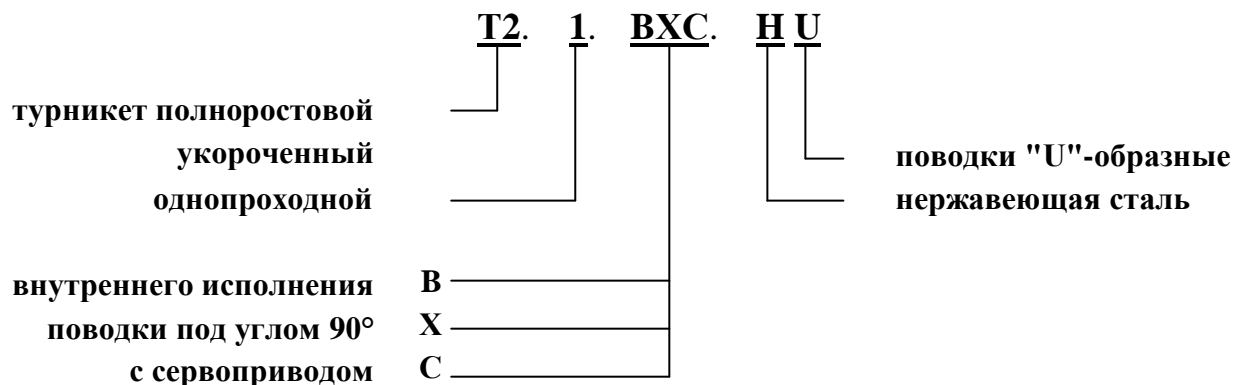 Т2. 1. ВХС. Н U
турникет полноростовой
укороченный
однопроходной
поводки "U"-образные
нержавеющая сталь
внутреннего исполнения В
поводки под углом 90° Х
с сервоприводом С